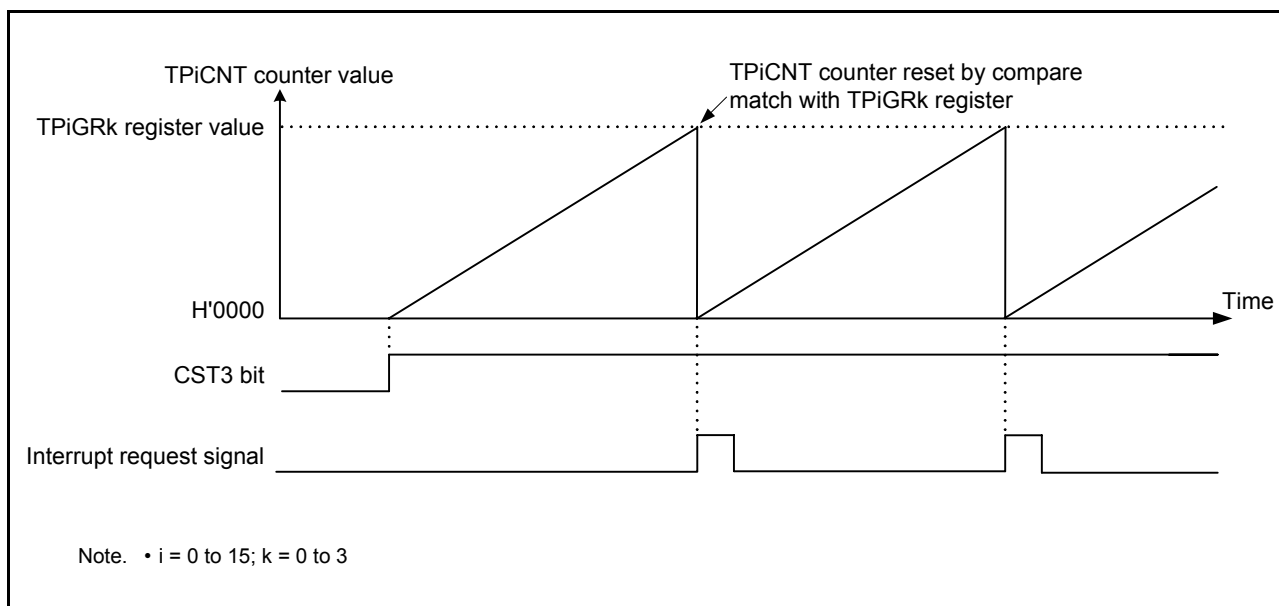 TPiCNT counter value
TPiCNT counter reset by compare
match with TPiGRk register
TPiGRk register value
H'0000
Time
CST3 bit
Interrupt request signal
Note. • i = 0 to 15; k = 0 to 3